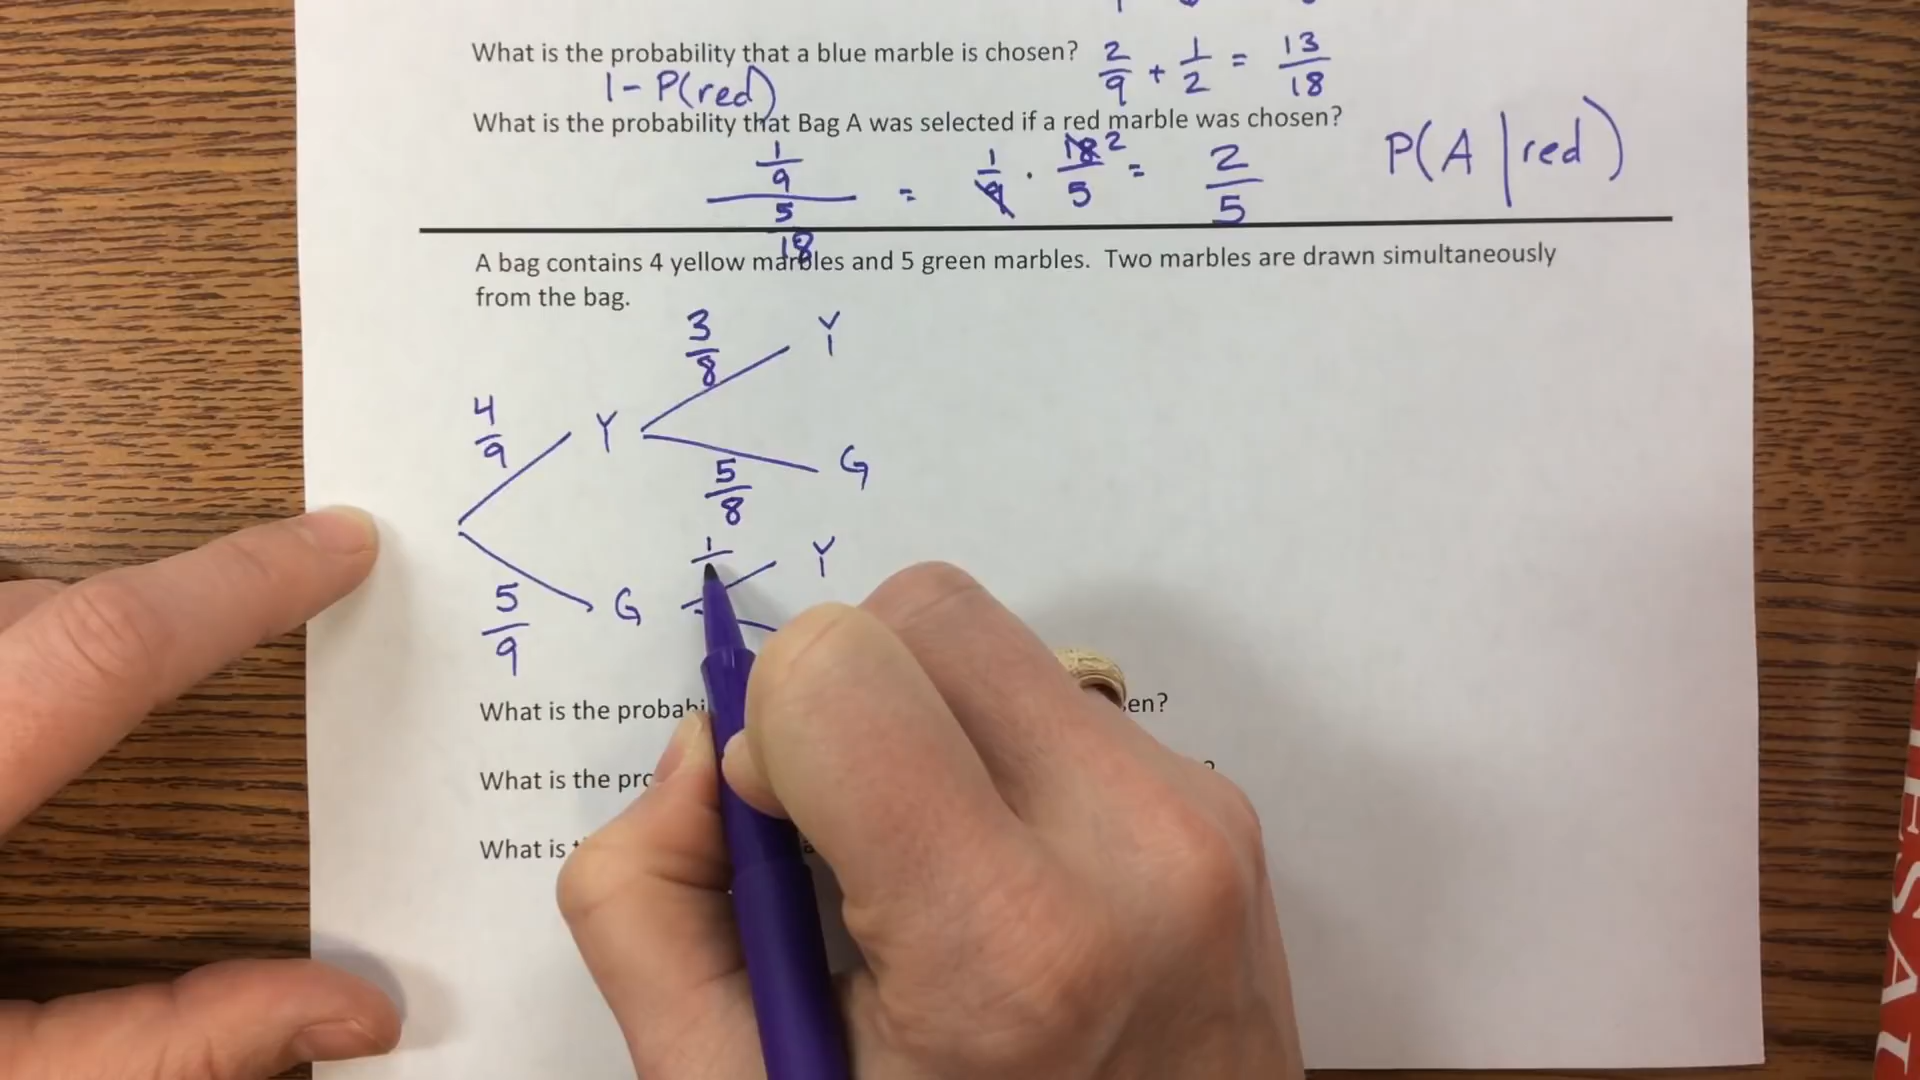 What is the probability that a blue marble is chosen? 2/9 + 1/2 = 13/18
1 - P(red)
What is the probability that Bag A was selected if a red marble was chosen?
1/9 / 5/18 = 1/9 · 18/5 2 = 2/5 P(A | red)
A bag contains 4 yellow marbles and 5 green marbles. Two marbles are drawn simultaneously
from the bag.
3/8 Y
4/9 Y
5/8 G
1 Y
5/9 G
What is the
What is the
What is